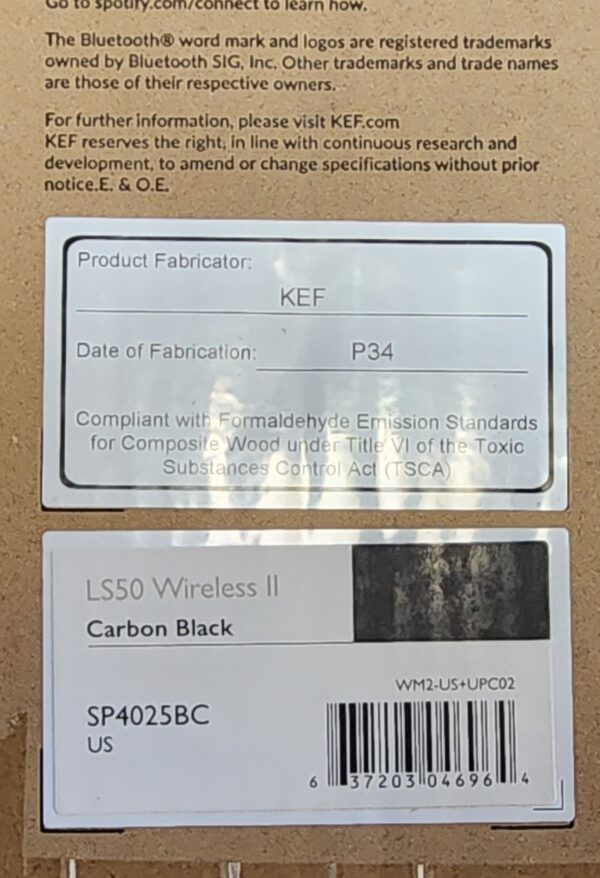 Go to spotify.com/connect to learn how.
The Bluetooth® word mark and logos are registered trademarks
owned by Bluetooth SIG, Inc. Other trademarks and trade names
are those of their respective owners.
For further information, please visit KEF.com
KEF reserves the right, in line with continuous research and
development, to amend or change specifications without prior
notice.E. & O.E.
Product Fabricator:
KEF
Date of Fabrication: P34
Compliant with Formaldehyde Emission Standards
for Composite Wood under Title VI of the Toxic
Substances Control Act (TSCA)
LS50 Wireless II
Carbon Black
WM2-US+UPC02
SP4025BC
US
6 37203 04696 4